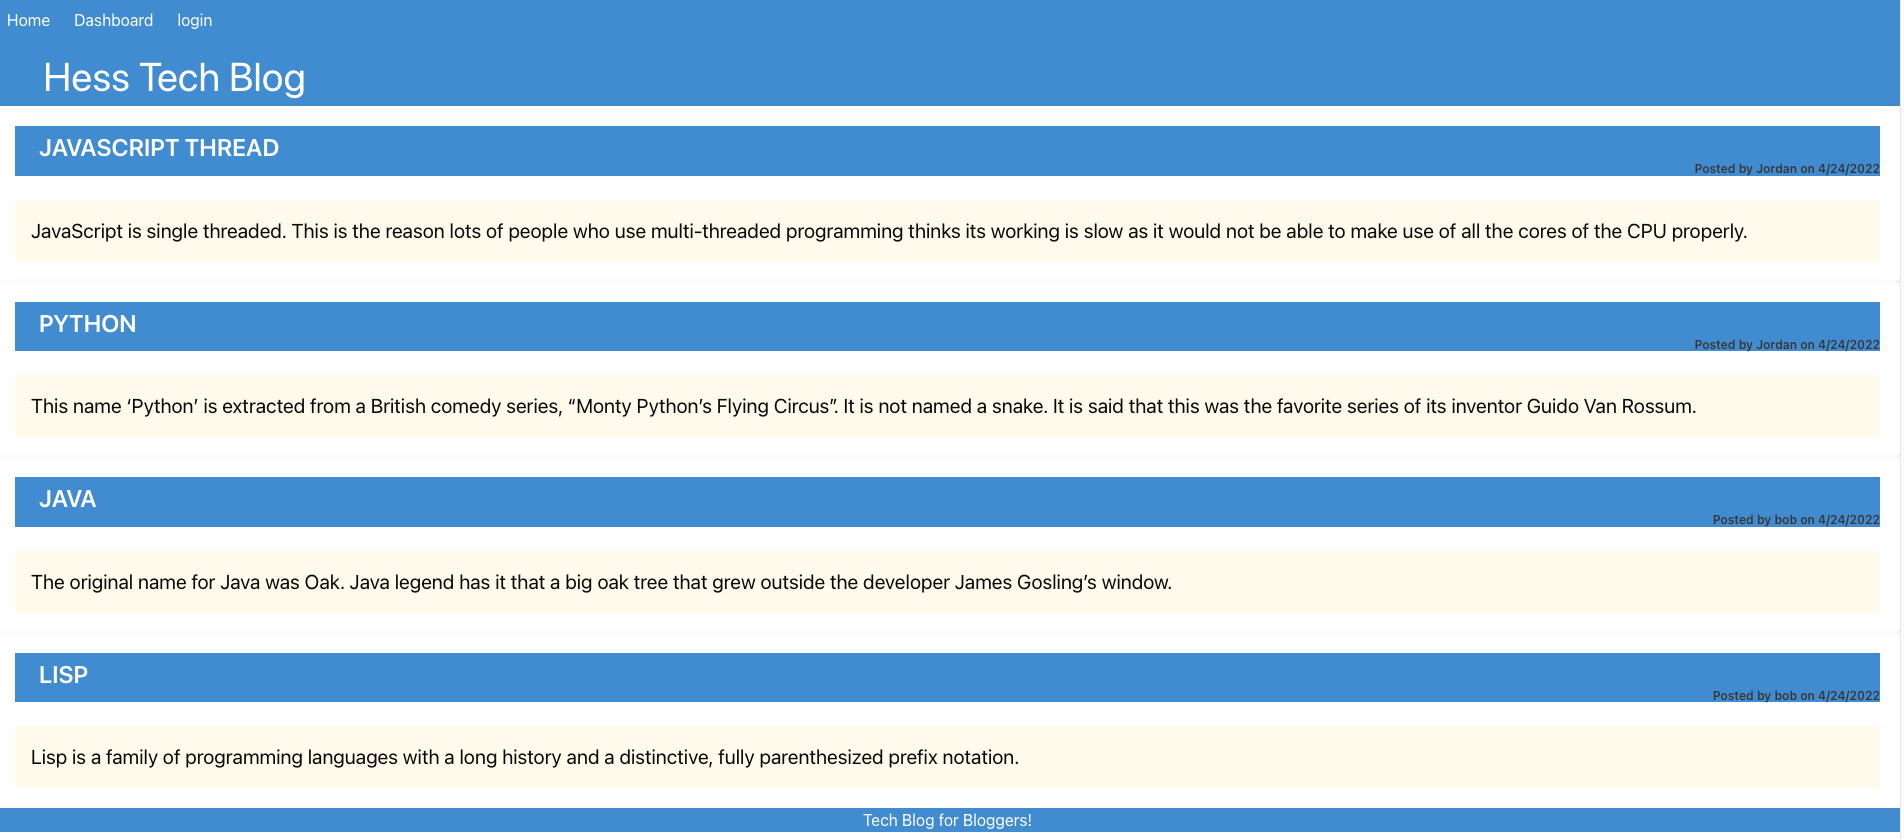 Home Dashboard login
Hess Tech Blog
JAVASCRIPT THREAD
Posted by Jordan on 4/24/2022
JavaScript is single threaded. This is the reason lots of people who use multi-threaded programming thinks its working is slow as it would not be able to make use of all the cores of the CPU properly.
PYTHON
Posted by Jordan on 4/24/2022
This name ‘Python’ is extracted from a British comedy series, “Monty Python’s Flying Circus”. It is not named a snake. It is said that this was the favorite series of its inventor Guido Van Rossum.
JAVA
Posted by bob on 4/24/2022
The original name for Java was Oak. Java legend has it that a big oak tree that grew outside the developer James Gosling’s window.
LISP
Posted by bob on 4/24/2022
Lisp is a family of programming languages with a long history and a distinctive, fully parenthesized prefix notation.
Tech Blog for Bloggers!